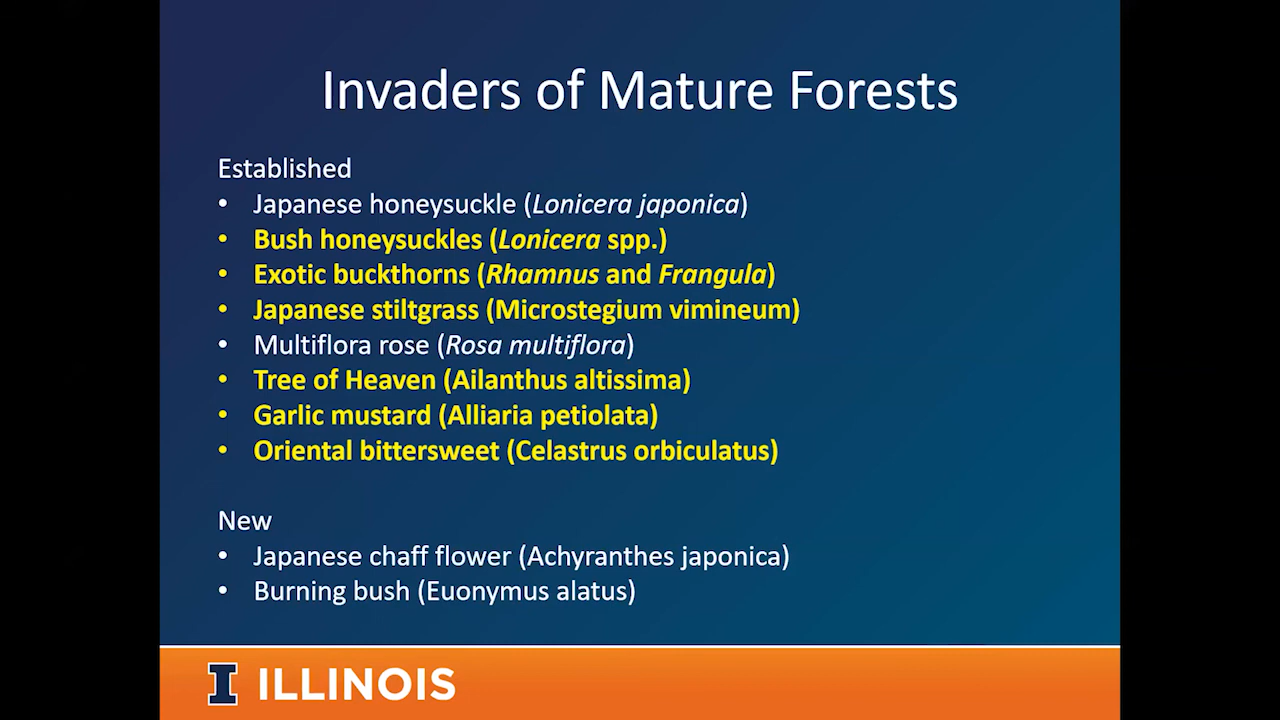 Invaders of Mature Forests
Established
• Japanese honeysuckle (Lonicera japonica)
• Bush honeysuckles (Lonicera spp.)
• Exotic buckthorns (Rhamnus and Frangula)
• Japanese stiltgrass (Microstegium vimineum)
• Multiflora rose (Rosa multiflora)
• Tree of Heaven (Ailanthus altissima)
• Garlic mustard (Alliaria petiolata)
• Oriental bittersweet (Celastrus orbiculatus)
New
• Japanese chaff flower (Achyranthes japonica)
• Burning bush (Euonymus alatus)
I ILLINOIS